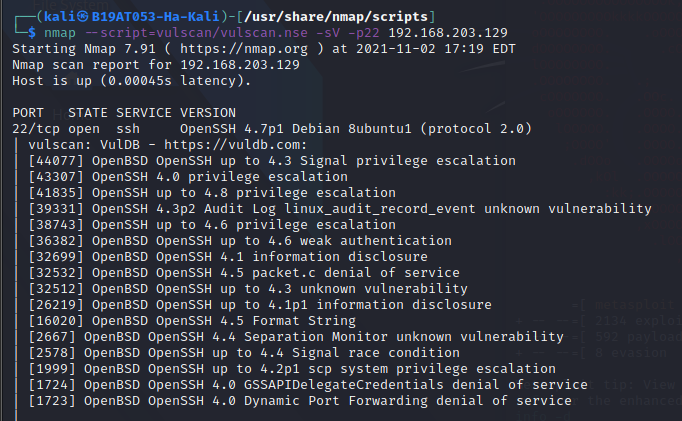 (kali㉿B19AT053-Ha-Kali)-[/usr/share/nmap/scripts]
$ nmap --script=vulscan/vulscan.nse -sV -p22 192.168.203.129
Starting Nmap 7.91 ( https://nmap.org ) at 2021-11-02 17:19 EDT
Nmap scan report for 192.168.203.129
Host is up (0.00045s latency).
PORT   STATE SERVICE VERSION
22/tcp open  ssh     OpenSSH 4.7p1 Debian 8ubuntu1 (protocol 2.0)
| vulscan: VulDB - https://vuldb.com:
| [44077] OpenBSD OpenSSH up to 4.3 Signal privilege escalation
| [43307] OpenBSD OpenSSH 4.0 privilege escalation
| [41835] OpenBSD OpenSSH up to 4.8 privilege escalation
| [39331] OpenBSD OpenSSH 4.3p2 Audit Log linux_audit_record_event unknown vulnerability
| [38743] OpenBSD OpenSSH up to 4.6 privilege escalation
| [36382] OpenBSD OpenSSH up to 4.6 weak authentication
| [32699] OpenBSD OpenSSH 4.1 information disclosure
| [32532] OpenBSD OpenSSH 4.5 packet.c denial of service
| [32512] OpenBSD OpenSSH up to 4.3 unknown vulnerability
| [26219] OpenBSD OpenSSH up to 4.1p1 information disclosure
| [16020] OpenBSD OpenSSH 4.5 Format String
| [2667] OpenBSD OpenSSH 4.4 Separation Monitor unknown vulnerability
| [2578] OpenBSD OpenSSH up to 4.4 Signal race condition
| [1999] OpenBSD OpenSSH up to 4.2p1 scp system privilege escalation
| [1724] OpenBSD OpenSSH 4.0 GSSAPIDelegateCredentials denial of service
| [1723] OpenBSD OpenSSH 4.0 Dynamic Port Forwarding denial of service
|